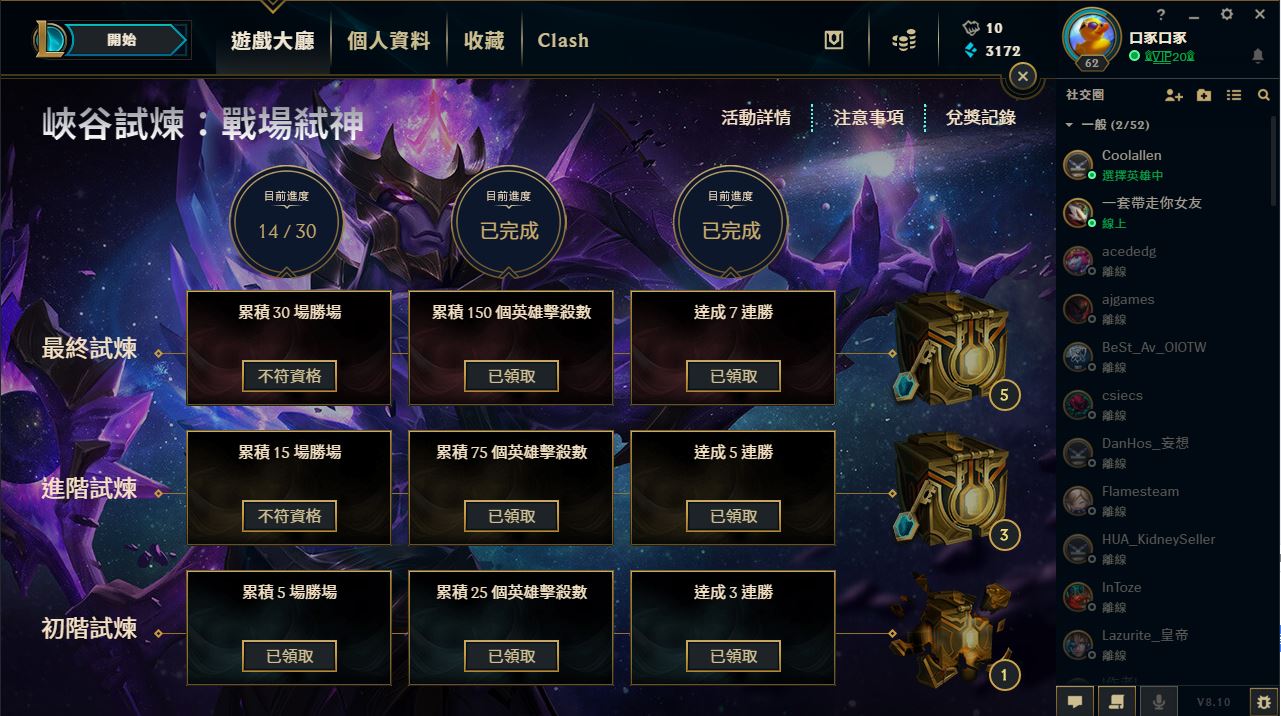 開始
遊戲大廳
個人資料
收藏
Clash
10
3172
?
口家口家
VIP20
62
社交圈
一般 (2/52)
峽谷試煉：戰場弒神
活動詳情
注意事項
兌獎記錄
目前進度
14 / 30
目前進度
已完成
目前進度
已完成
最終試煉
累積 30 場勝場
不符資格
累積 150 個英雄擊殺數
已領取
達成 7 連勝
已領取
5
進階試煉
累積 15 場勝場
不符資格
累積 75 個英雄擊殺數
已領取
達成 5 連勝
已領取
3
初階試煉
累積 5 場勝場
已領取
累積 25 個英雄擊殺數
已領取
達成 3 連勝
已領取
1
Coolallen
選擇英雄中
一套帶走你女友
線上
acededg
離線
ajgames
離線
BeSt_Av_OIOTW
離線
csiecs
離線
DanHos_妄想
離線
Flamesteam
離線
HUA_KidneySeller
離線
InToze
離線
Lazurite_皇帝
離線
V8.10